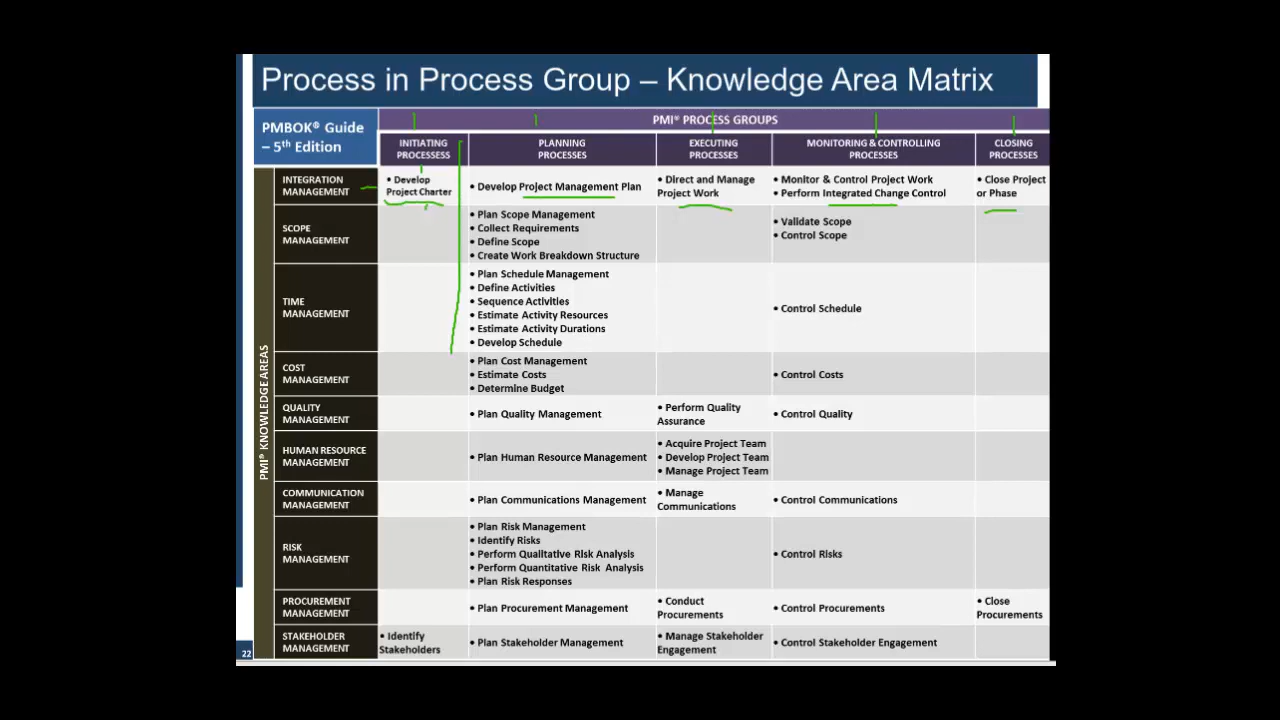 Process in Process Group – Knowledge Area Matrix
PMBOK® Guide
– 5th Edition
PMI® PROCESS GROUPS
INITIATING
PROCESSESS
PLANNING
PROCESSES
EXECUTING
PROCESSES
MONITORING & CONTROLLING
PROCESSES
CLOSING
PROCESSES
PMI® KNOWLEDGE AREAS
INTEGRATION
MANAGEMENT
• Develop
Project Charter
• Develop Project Management Plan
• Direct and Manage
Project Work
• Monitor & Control Project Work
• Perform Integrated Change Control
• Close Project
or Phase
SCOPE
MANAGEMENT
• Plan Scope Management
• Collect Requirements
• Define Scope
• Create Work Breakdown Structure
• Validate Scope
• Control Scope
TIME
MANAGEMENT
• Plan Schedule Management
• Define Activities
• Sequence Activities
• Estimate Activity Resources
• Estimate Activity Durations
• Develop Schedule
• Control Schedule
COST
MANAGEMENT
• Plan Cost Management
• Estimate Costs
• Determine Budget
• Control Costs
QUALITY
MANAGEMENT
• Plan Quality Management
• Perform Quality
Assurance
• Control Quality
HUMAN RESOURCE
MANAGEMENT
• Plan Human Resource Management
• Acquire Project Team
• Develop Project Team
• Manage Project Team
COMMUNICATION
MANAGEMENT
• Plan Communications Management
• Manage
Communications
• Control Communications
RISK
MANAGEMENT
• Plan Risk Management
• Identify Risks
• Perform Qualitative Risk Analysis
• Perform Quantitative Risk Analysis
• Plan Risk Responses
• Control Risks
PROCUREMENT
MANAGEMENT
• Plan Procurement Management
• Conduct
Procurements
• Control Procurements
• Close
Procurements
STAKEHOLDER
MANAGEMENT
• Identify
Stakeholders
• Plan Stakeholder Management
• Manage Stakeholder
Engagement
• Control Stakeholder Engagement
22